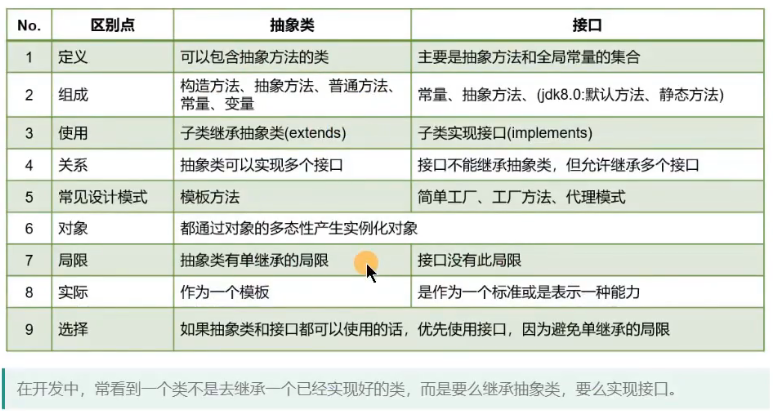 No. 区别点 抽象类 接口
1 定义 可以包含抽象方法的类 主要是抽象方法和全局常量的集合
2 组成 构造方法、抽象方法、普通方法、常量、变量 常量、抽象方法、(jdk8.0:默认方法、静态方法)
3 使用 子类继承抽象类(extends) 子类实现接口(implements)
4 关系 抽象类可以实现多个接口 接口不能继承抽象类，但允许继承多个接口
5 常见设计模式 模板方法 简单工厂、工厂方法、代理模式
6 对象 都通过对象的多态性产生实例化对象
7 局限 抽象类有单继承的局限 接口没有此局限
8 实际 作为一个模板 是作为一个标准或是表示一种能力
9 选择 如果抽象类和接口都可以使用的话，优先使用接口，因为避免单继承的局限
在开发中，常看到一个类不是去继承一个已经实现好的类，而是要么继承抽象类，要么实现接口。